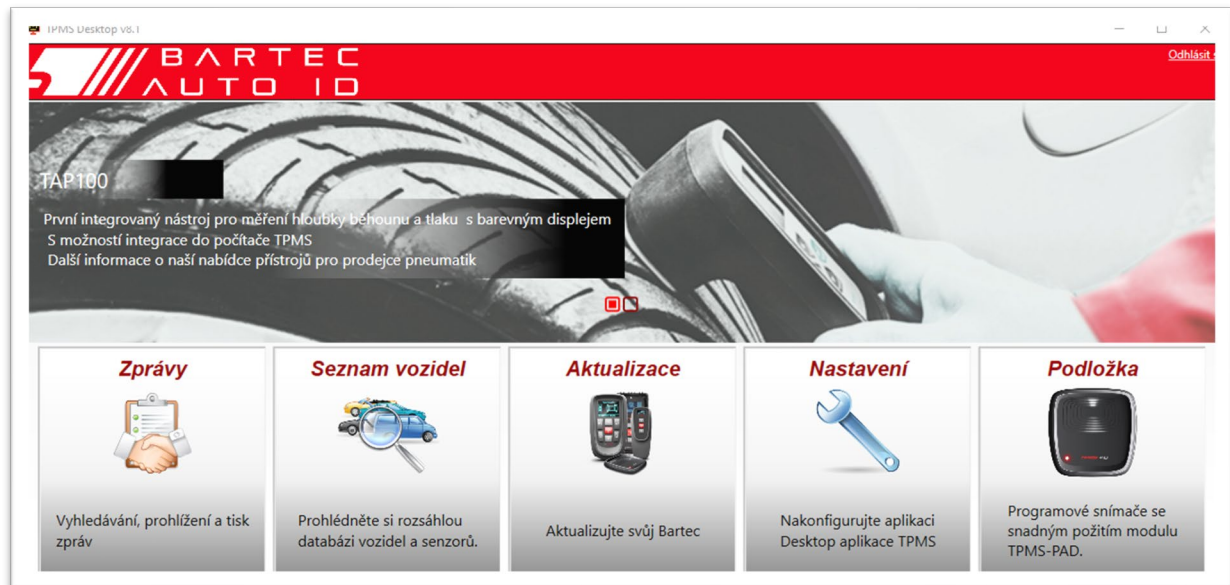 TPMS Desktop v8.1
BARTEC
AUTO ID
Odhlásit s
TAP100
První integrovaný nástroj pro měření hloubky běhounu a tlaku s barevným displejem
S možností integrace do počítače TPMS
Další informace o naší nabídce přístrojů pro prodejce pneumatik
Zprávy
Seznam vozidel
Aktualizace
Nastavení
Podložka
Vyhledávání, prohlížení a tisk
zpráv
Prohlédněte si rozsáhlou
databázi vozidel a senzorů.
Aktualizujte svůj Bartec
Nakonfigurujte aplikaci
Desktop aplikace TPMS
Programové snímače se
snadným požitím modulu
TPMS-PAD.